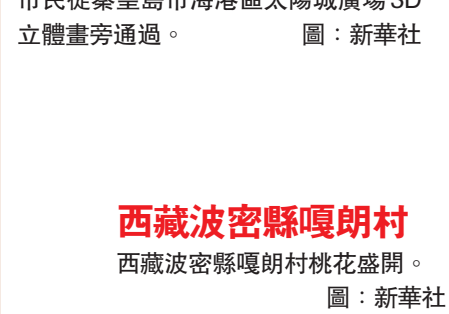 市民從秦皇島市海港區太陽城廣場3D
立體畫旁通過。 圖：新華社
西藏波密縣嘎朗村
西藏波密縣嘎朗村桃花盛開。
圖：新華社